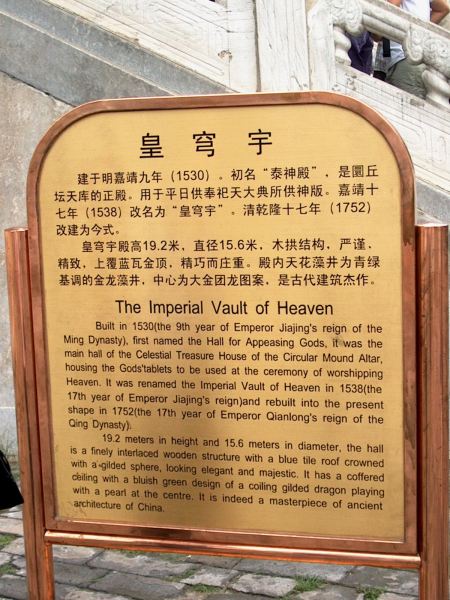 皇穹宇
建于明嘉靖九年（1530）。初名“泰神殿”，是圜丘
坛天库的正殿。用于平日供奉祀天大典所供神版。嘉靖十
七年（1538）改名为“皇穹宇”。清乾隆十七年（1752）
改建为今式。
皇穹宇殿高19.2米，直径15.6米，木拱结构，严谨，
精致，上覆蓝瓦金顶，精巧而庄重。殿内天花藻井为青绿
基调的金龙藻井，中心为大金团龙图案，是古代建筑杰作。
The Imperial Vault of Heaven
Built in 1530(the 9th year of Emperor Jiajing's reign of the
Ming Dynasty), first named the Hall for Appeasing Gods, it was the
main hall of the Celestial Treasure House of the Circular Mound Altar,
housing the Gods'tablets to be used at the ceremony of worshipping
Heaven. It was renamed the Imperial Vault of Heaven in 1538(the
17th year of Emperor Jiajing's reign)and rebuilt into the present
shape in 1752(the 17th year of Emperor Qianlong's reign of the
Qing Dynasty).
19.2 meters in height and 15.6 meters in diameter, the hall
is a finely interlaced wooden structure with a blue tile roof crowned
with a gilded sphere, looking elegant and majestic. It has a coffered
ceiling with a bluish green design of a coiling gilded dragon playing
with a pearl at the centre. It is indeed a masterpiece of ancient
architecture of China.